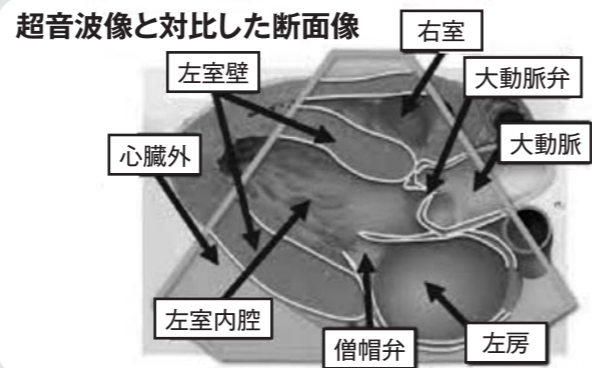 超音波像と対比した断面像
右室
左室壁
大動脈弁
心臓外
大動脈
左室内腔
僧帽弁
左房